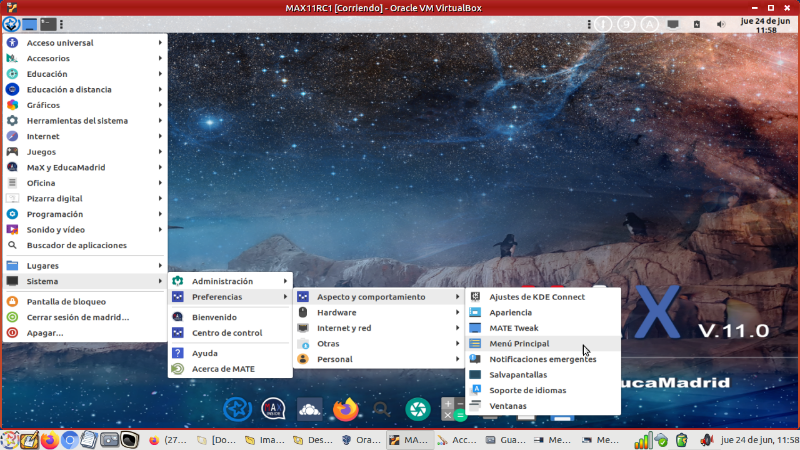 MAX11RC1 [Corriendo] - Oracle VM VirtualBox
jue 24 de jun
11:58
Acceso universal
Accesorios
Educación
Educación a distancia
Gráficos
Herramientas del sistema
Internet
Juegos
MaX y EducaMadrid
Oficina
Pizarra digital
Programación
Sonido y vídeo
Buscador de aplicaciones
Lugares
Sistema
Pantalla de bloqueo
Cerrar sesión de madrid...
Apagar...
Administración
Preferencias
Bienvenido
Centro de control
Ayuda
Acerca de MATE
Aspecto y comportamiento
Hardware
Internet y red
Otras
Personal
Ajustes de KDE Connect
Apariencia
MATE Tweak
Menú Principal
Notificaciones emergentes
Salvapantallas
Soporte de idiomas
Ventanas
X V.11.0
ducaMadrid
(27...
[Do...
Ima...
Des...
Ora...
MA...
Acc...
Gua...
Me...
Me...
jue 24 de jun, 11:58